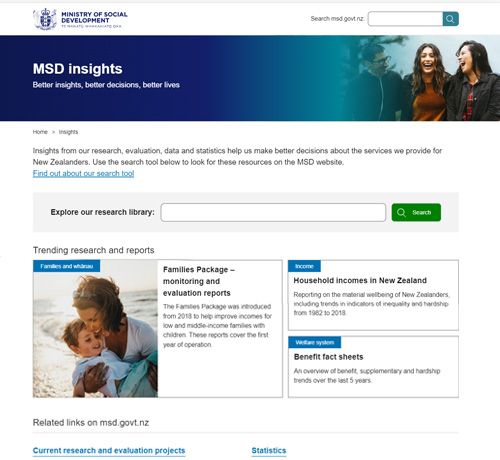 MINISTRY OF SOCIAL
DEVELOPMENT
TE MANATŪ WHAKAHIATO ORA
Search msd.govt.nz:
MSD insights
Better insights, better decisions, better lives
Home > Insights
Insights from our research, evaluation, data and statistics help us make better decisions about the services we provide for
New Zealanders. Use the search tool below to look for these resources on the MSD website.
Find out about our search tool
Explore our research library:
Search
Trending research and reports
Families and whānau
Families Package –
monitoring and
evaluation reports
The Families Package was introduced
from 2018 to help improve incomes for
low and middle-income families with
children. These reports cover the first
year of operation.
Income
Household incomes in New Zealand
Reporting on the material wellbeing of New Zealanders,
including trends in indicators of inequality and hardship
from 1982 to 2018.
Welfare system
Benefit fact sheets
An overview of benefit, supplementary and hardship
trends over the last 5 years.
Related links on msd.govt.nz
Current research and evaluation projects
Statistics